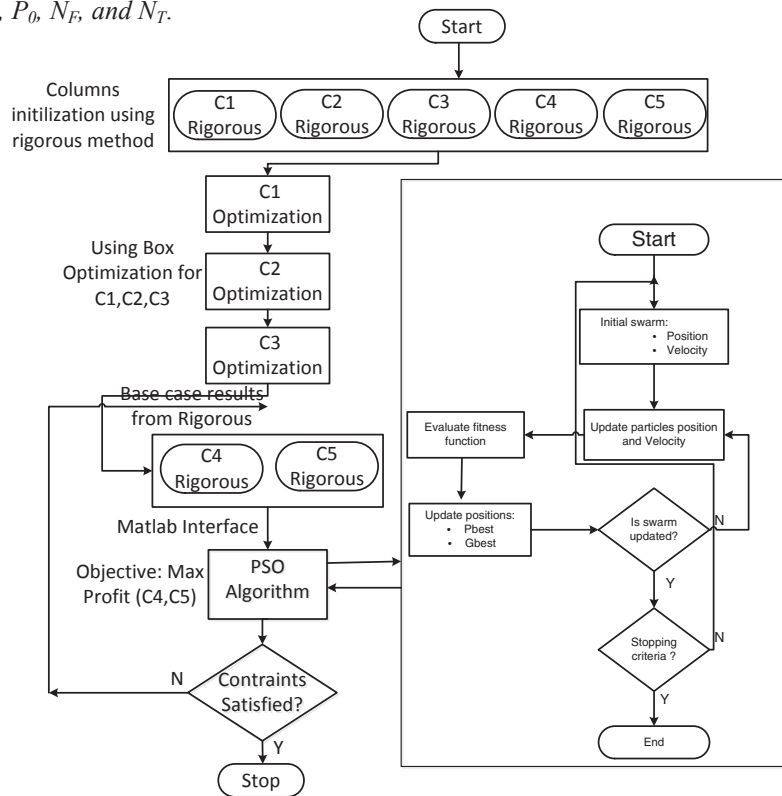 , P₀, N_F, and N_T.
Start
Columns
initilization using
rigorous method
C1
Rigorous
C2
Rigorous
C3
Rigorous
C4
Rigorous
C5
Rigorous
C1
Optimization
Using Box
Optimization for
C1,C2,C3
C2
Optimization
C3
Optimization
Base case results
from Rigorous
C4
Rigorous
C5
Rigorous
Matlab Interface
Objective: Max
Profit (C4,C5)
PSO
Algorithm
N
Contraints
Satisfied?
Y
Stop
Start
Initial swarm:
• Position
• Velocity
Update particles position
and Velocity
Evaluate fitness
function
Update positions:
• Pbest
• Gbest
Is swarm
updated?
N
Y
Stopping
criteria ?
N
Y
End